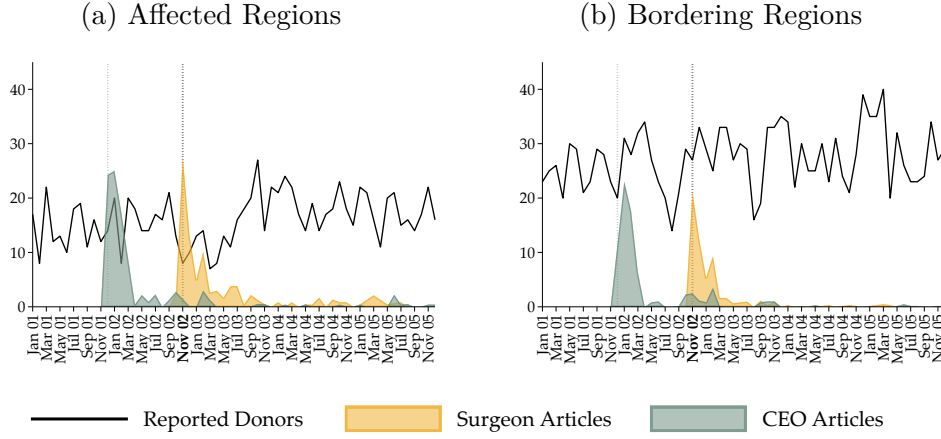 (a) Affected Regions
(b) Bordering Regions
40
30
20
10
0
Jan 01
Mar 01
May 01
Jul 01
Sep 01
Nov 01
Jan 02
Mar 02
May 02
Jul 02
Sep 02
Nov 02
Jan 03
Mar 03
May 03
Jul 03
Sep 03
Nov 03
Jan 04
Mar 04
May 04
Jul 04
Sep 04
Nov 04
Jan 05
Mar 05
May 05
Jul 05
Sep 05
Nov 05
40
30
20
10
0
Jan 01
Mar 01
May 01
Jul 01
Sep 01
Nov 01
Jan 02
Mar 02
May 02
Jul 02
Sep 02
Nov 02
Jan 03
Mar 03
May 03
Jul 03
Sep 03
Nov 03
Jan 04
Mar 04
May 04
Jul 04
Sep 04
Nov 04
Jan 05
Mar 05
May 05
Jul 05
Sep 05
Nov 05
Reported Donors
Surgeon Articles
CEO Articles